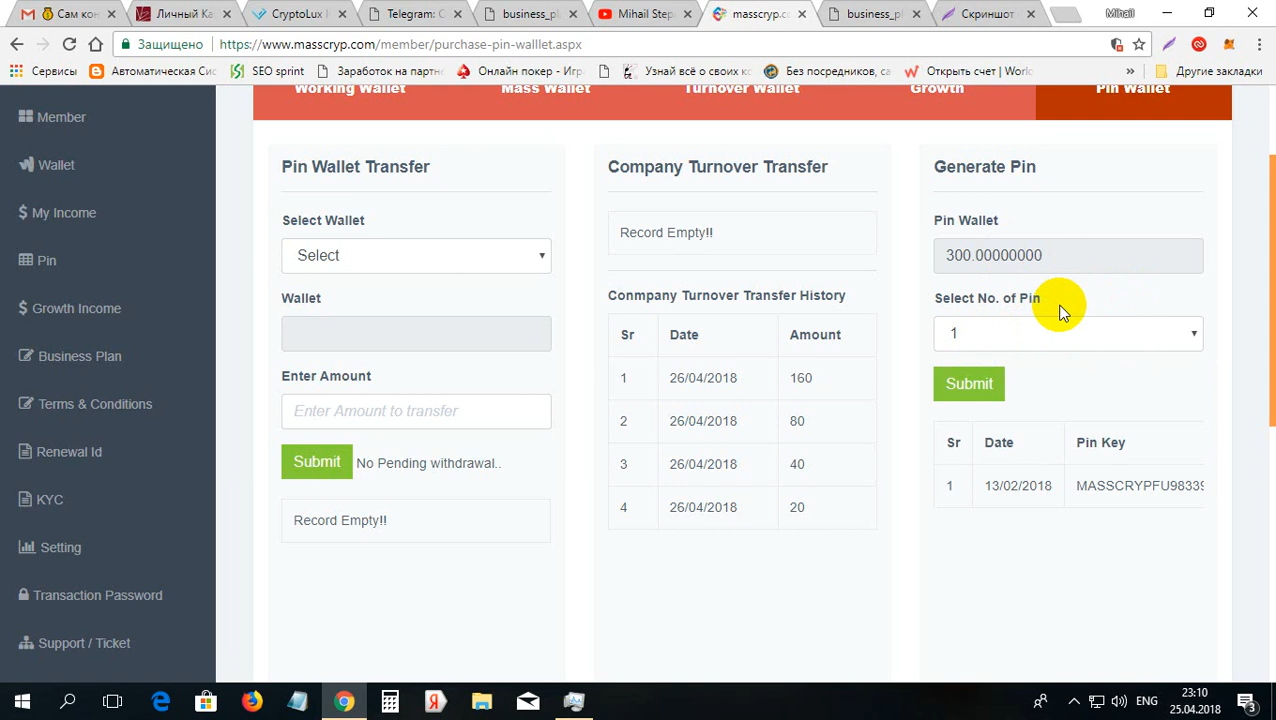 Сам кон
Личный Ка
CryptoLux
Telegram: C
business_pl
Mihail Step
masscryp.co
business_pl
Скриншот
Mihail
Защищено
https://www.masscryp.com/member/purchase-pin-walllet.aspx
Сервисы
Автоматическая Сис
SEO sprint
Заработок на партн
Онлайн покер - Игр
Узнай всё о своих кс
Без посредников, са
Открыть счет | Work
»
Другие закладки
Working Wallet
Mass Wallet
Turnover Wallet
Growth
Pin Wallet
Member
Wallet
My Income
Pin
Growth Income
Business Plan
Terms & Conditions
Renewal Id
KYC
Setting
Transaction Password
Support / Ticket
Pin Wallet Transfer
Select Wallet
Select
Wallet
Enter Amount
Enter Amount to transfer
Submit No Pending withdrawal..
Record Empty!!
Company Turnover Transfer
Record Empty!!
Conmpany Turnover Transfer History
Sr Date Amount
1 26/04/2018 160
2 26/04/2018 80
3 26/04/2018 40
4 26/04/2018 20
Generate Pin
Pin Wallet
300.00000000
Select No. of Pin
1
Submit
Sr Date Pin Key
1 13/02/2018 MASSCRYPFU98339
ENG
23:10
25.04.2018
3